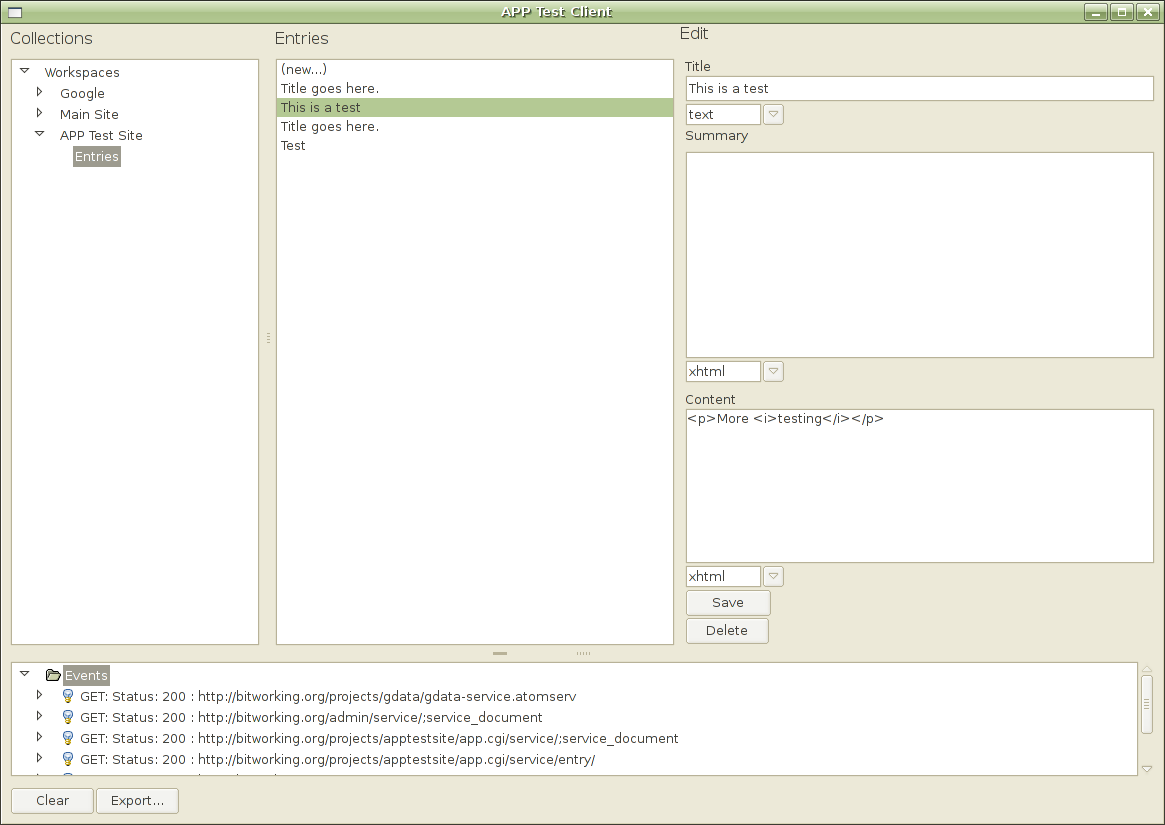 APP Test Client
Collections
Workspaces
Google
Main Site
APP Test Site
Entries
Entries
(new...)
Title goes here.
This is a test
Title goes here.
Test
Edit
Title
This is a test
text
Summary
xhtml
Content
<p>More <i>testing</i></p>
xhtml
Save
Delete
Events
GET: Status: 200 : http://bitworking.org/projects/gdata/gdata-service.atomserv
GET: Status: 200 : http://bitworking.org/admin/service/;service_document
GET: Status: 200 : http://bitworking.org/projects/apptestsite/app.cgi/service/;service_document
GET: Status: 200 : http://bitworking.org/projects/apptestsite/app.cgi/service/entry/
Clear
Export...